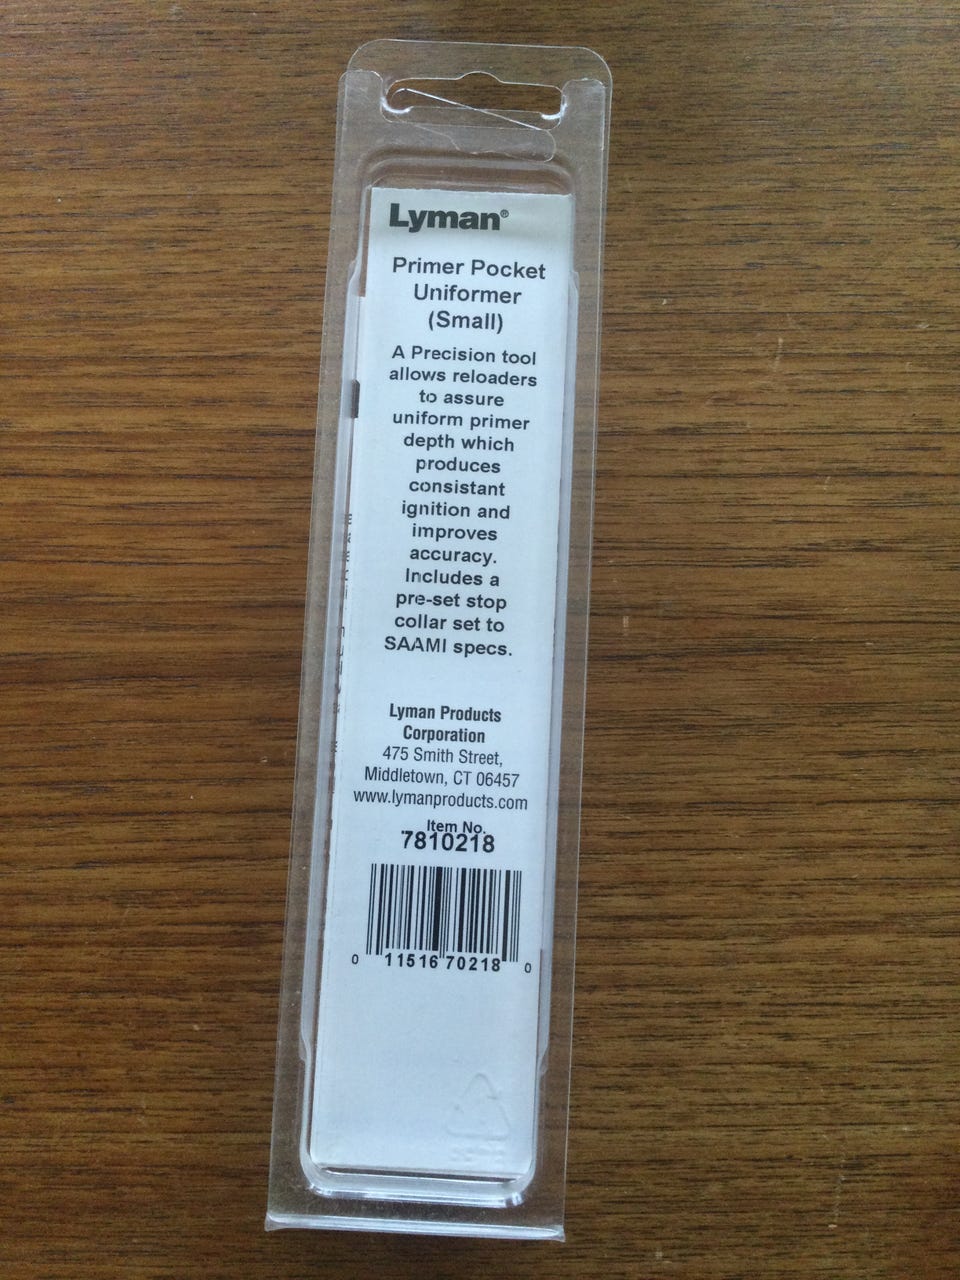 Lyman®
Primer Pocket
Uniformer
(Small)
A Precision tool
allows reloaders
to assure
uniform primer
depth which
produces
consistant
ignition and
improves
accuracy.
Includes a
pre-set stop
collar set to
SAAMI specs.
Lyman Products
Corporation
475 Smith Street,
Middletown, CT 06457
www.lymanproducts.com
Item No.
7810218
0 11516 70218 0